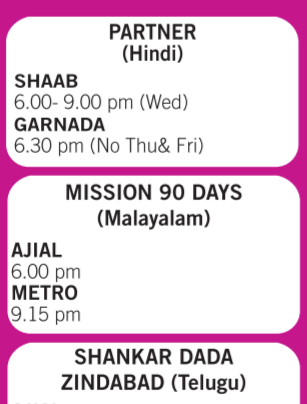 PARTNER
(Hindi)
SHAAB
6.00- 9.00 pm (Wed)
GARNADA
6.30 pm (No Thu& Fri)
MISSION 90 DAYS
(Malayalam)
AJIAL
6.00 pm
METRO
9.15 pm
SHANKAR DADA
ZINDABAD (Telugu)